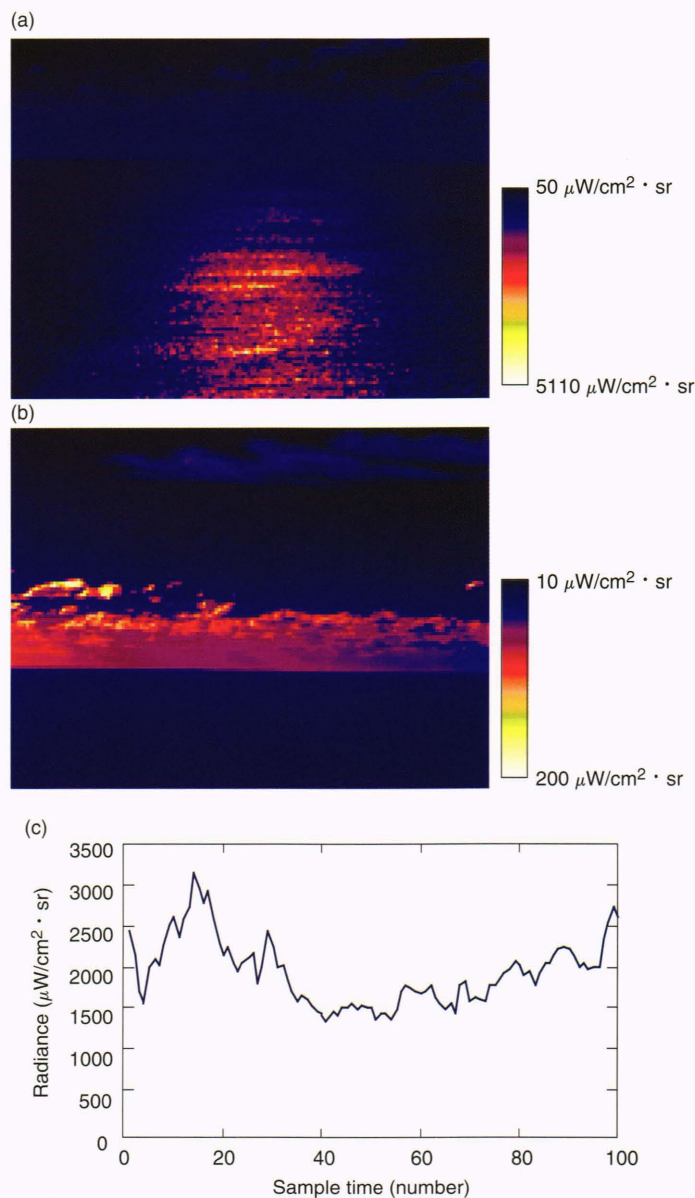 (a)
50 μW/cm² · sr
5110 μW/cm² · sr
(b)
10 μW/cm² · sr
200 μW/cm² · sr
(c)
3500
3000
2500
2000
1500
1000
500
0
Radiance (μW/cm² · sr)
0 20 40 60 80 100
Sample time (number)